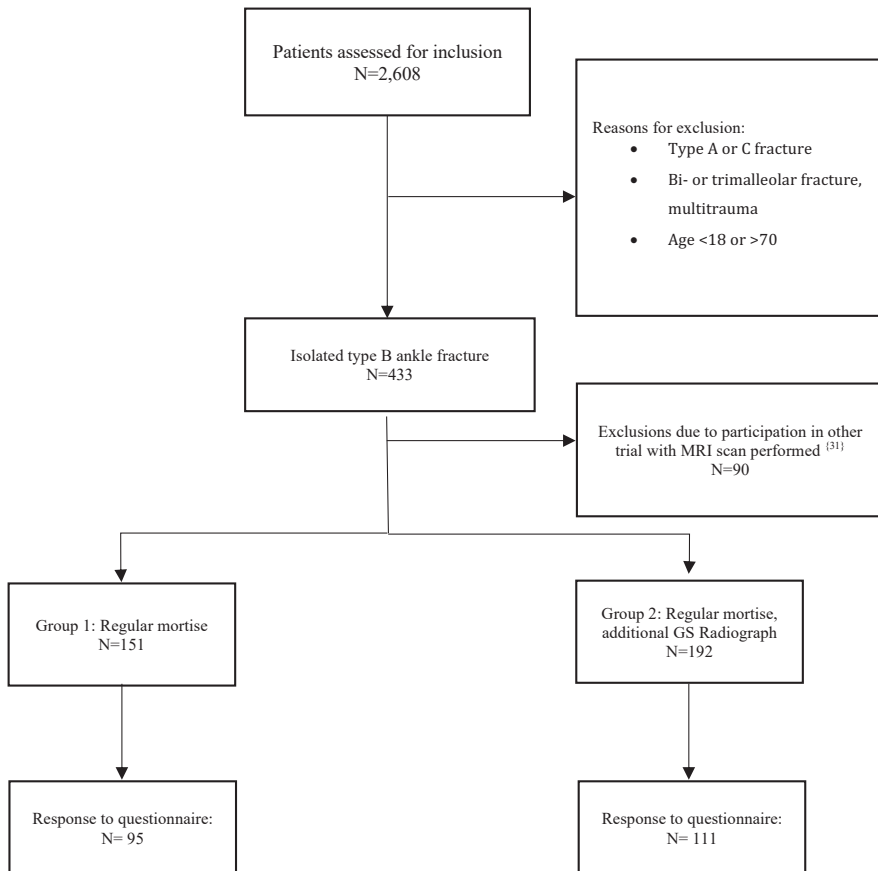 Patients assessed for inclusion
N=2,608
Reasons for exclusion:
• Type A or C fracture
• Bi- or trimalleolar fracture,
multitrauma
• Age <18 or >70
Isolated type B ankle fracture
N=433
Exclusions due to participation in other
trial with MRI scan performed {31}
N=90
Group 1: Regular mortise
N=151
Group 2: Regular mortise,
additional GS Radiograph
N=192
Response to questionnaire:
N= 95
Response to questionnaire:
N= 111